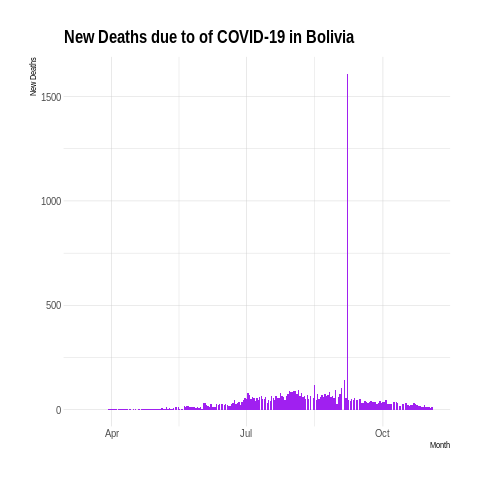 New Deaths due to of COVID-19 in Bolivia
New Deaths
1500
1000
500
0
Apr
Jul
Oct
Month